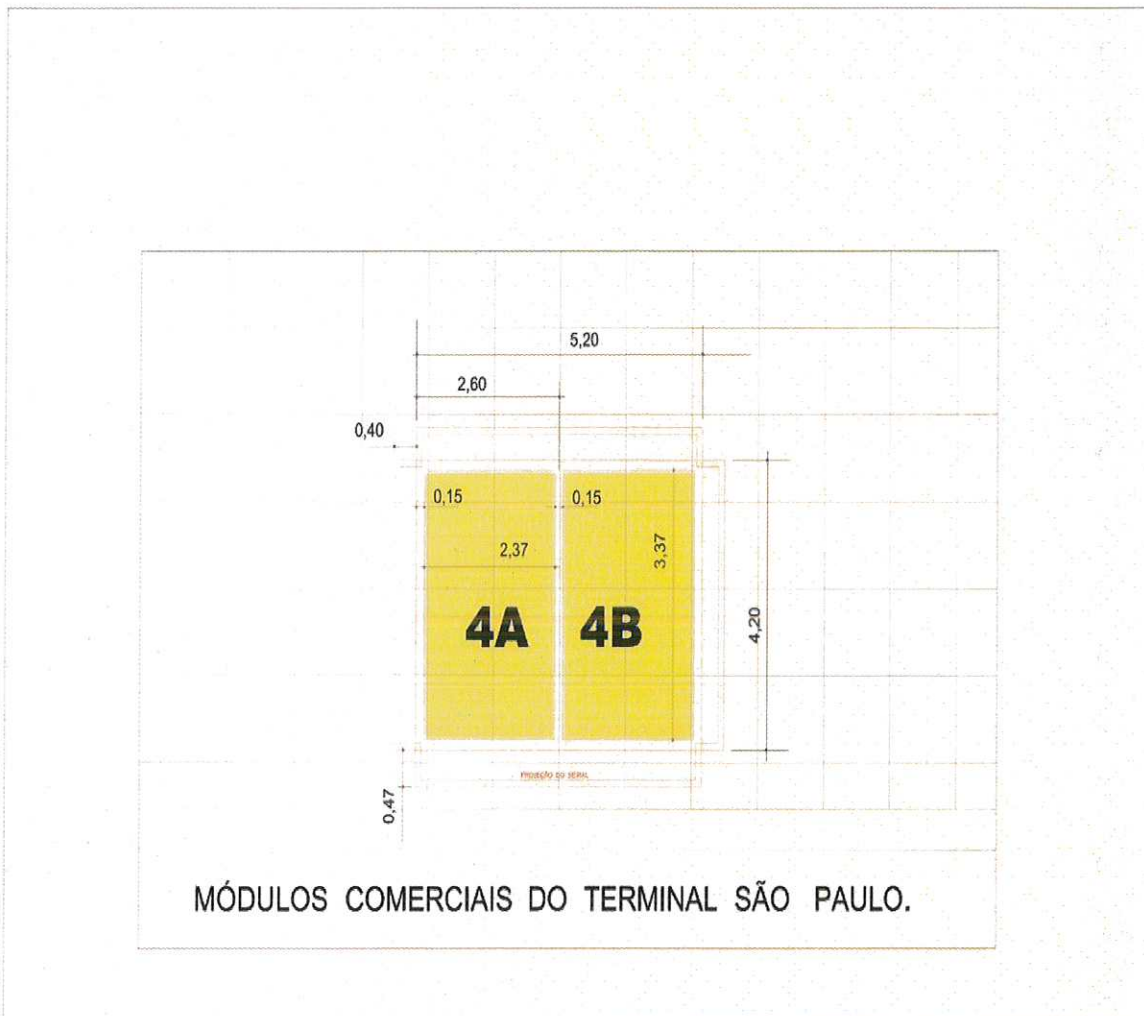 5,20
2,60
0,40
0,15
0,15
2,37
3,37
4A
4B
4,20
PROJEÇÃO DO BEIRAL
0,47
MÓDULOS COMERCIAIS DO TERMINAL SÃO PAULO.